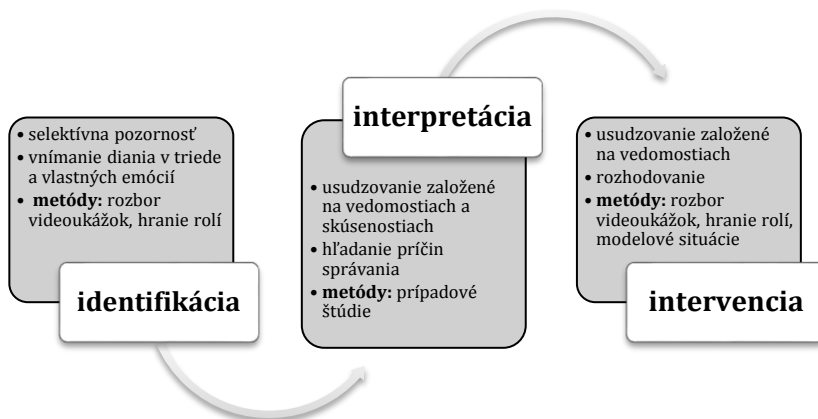 • selektívna pozornosť
• vnímanie diania v triede
a vlastných emócií
• metódy: rozbor
videoukážok, hranie rolí
identifikácia
interpretácia
• usudzovanie založené
na vedomostiach a
skúsenostiach
• hľadanie príčin
správania
• metódy: prípadové
štúdie
• usudzovanie založené
na vedomostiach
• rozhodovanie
• metódy: rozbor
videoukážok, hranie rolí,
modelové situácie
intervencia